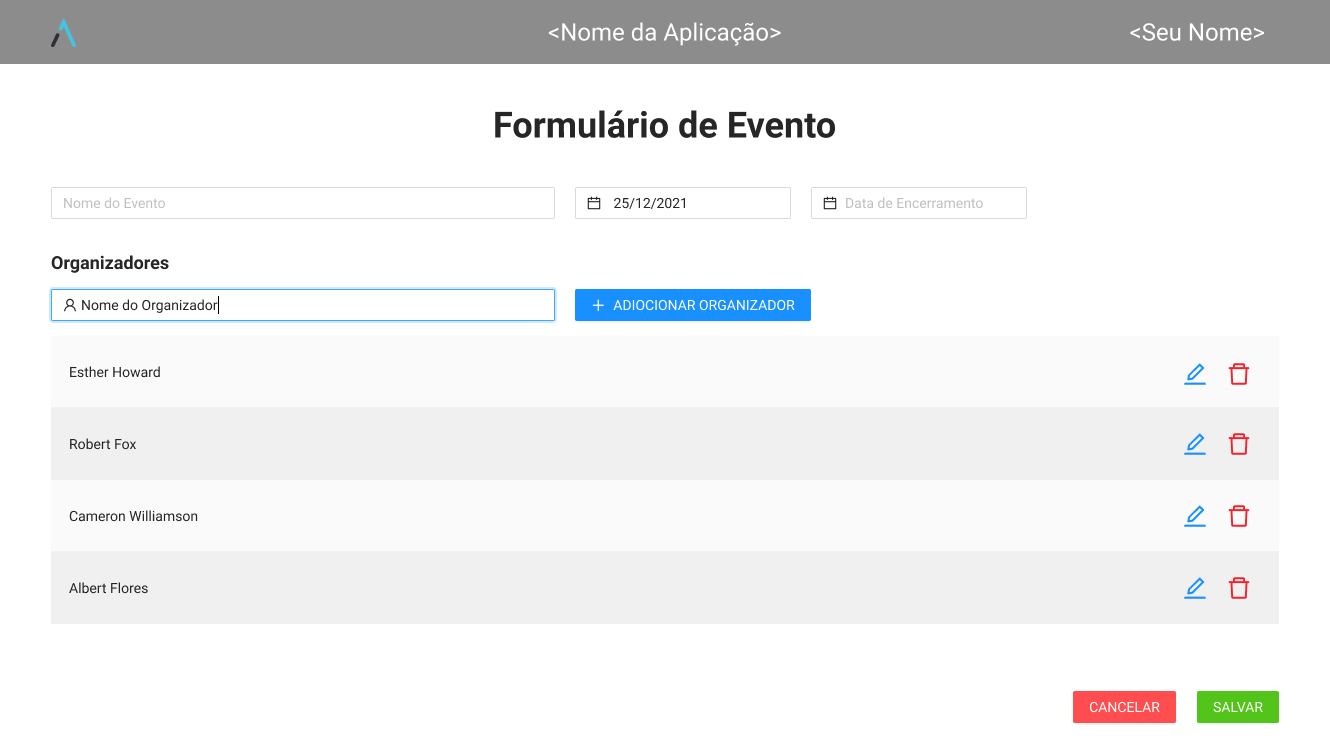 <Nome da Aplicação>
<Seu Nome>
Formulário de Evento
Nome do Evento
25/12/2021
Data de Encerramento
Organizadores
Nome do Organizador
ADIOCIONAR ORGANIZADOR
Esther Howard
Robert Fox
Cameron Williamson
Albert Flores
CANCELAR
SALVAR